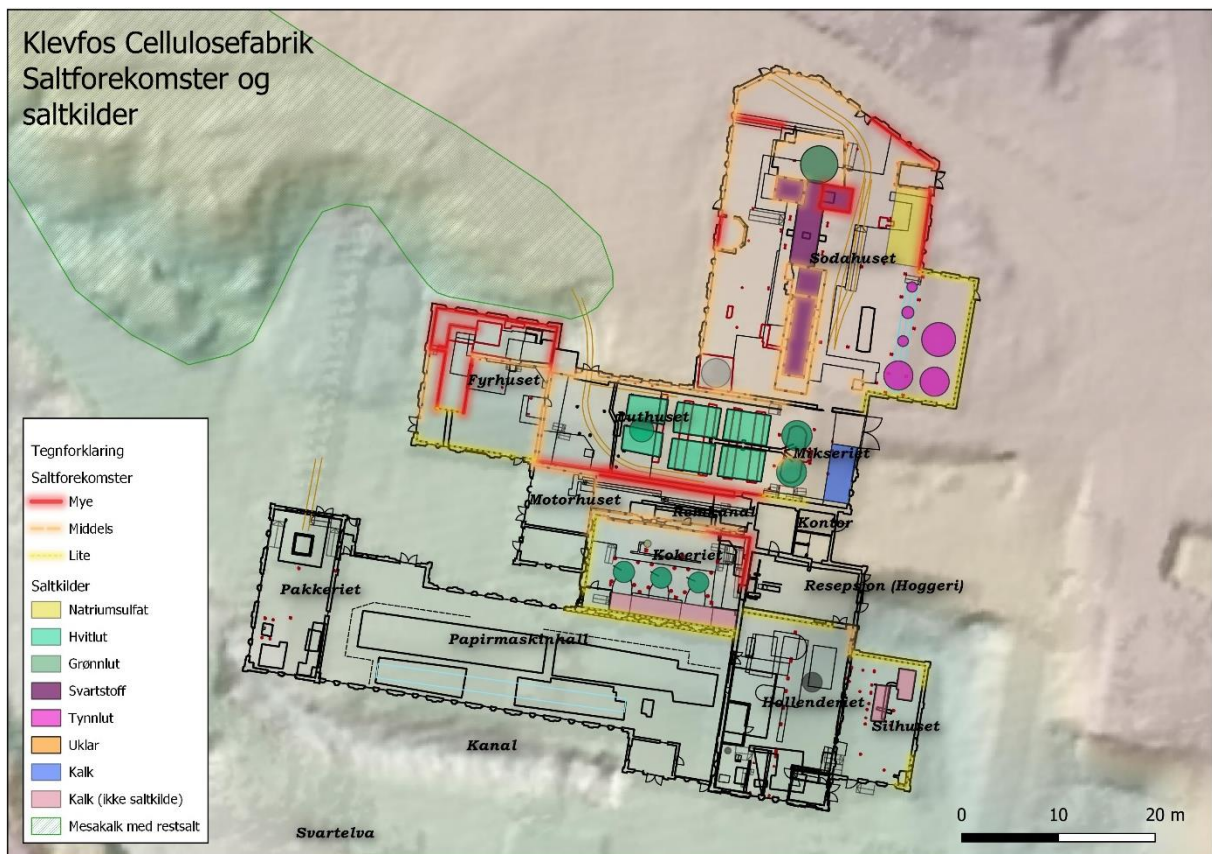 Klevfos Cellulosefabrik
Saltforekomster og
saltkilder
Sodahuset
Fyrhuset
Luthuset
Mikseriet
Motorhuset
Remkanal
Kontor
Kokeriet
Resepsjon (Hoggeri)
Pakkeriet
Papirmaskinhall
Hollenderiet
Silhuset
Kanal
Svartelva
Tegnforklaring
Saltforekomster
Mye
Middels
Lite
Saltkilder
Natriumsulfat
Hvitlut
Grønnlut
Svartstoff
Tynnlut
Uklar
Kalk
Kalk (ikke saltkilde)
Mesakalk med restsalt
0 10 20 m